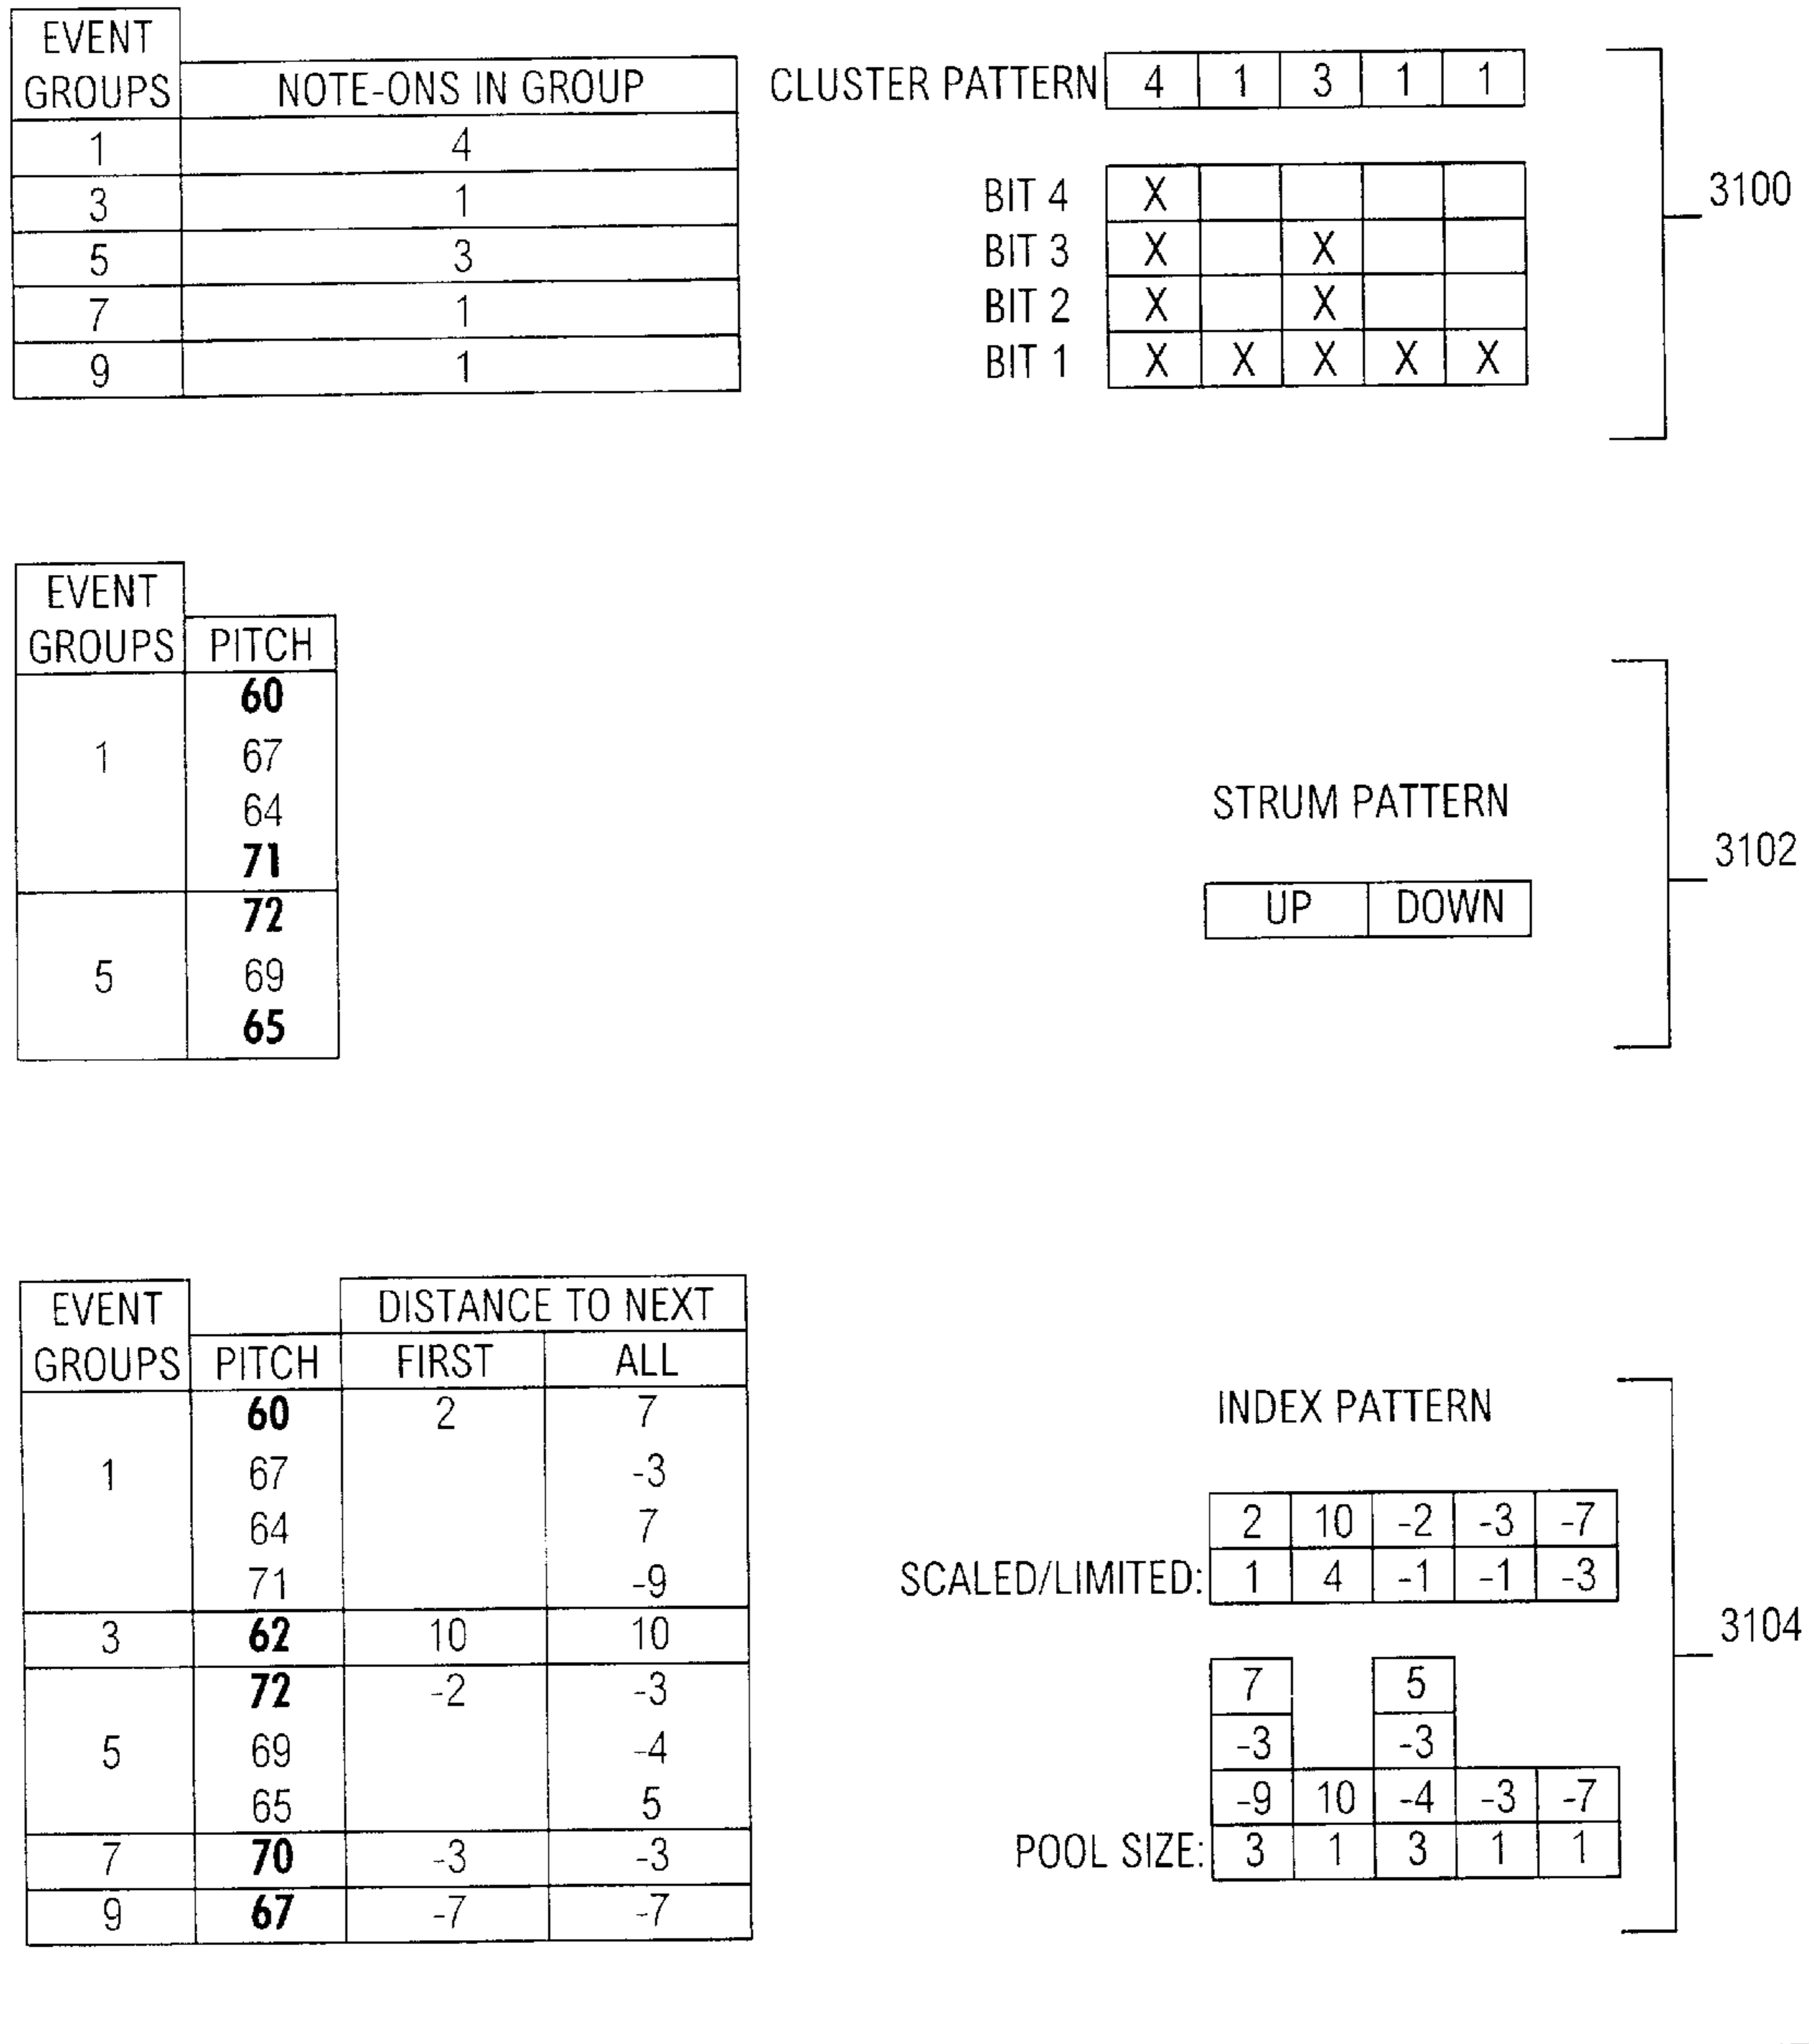 EVENT
GROUPS NOTE-ONS IN GROUP
1 4
3 1
5 3
7 1
9 1
CLUSTER PATTERN 4 1 3 1 1
BIT 4 X
BIT 3 X X
BIT 2 X X
BIT 1 X X X X X
3100
EVENT
GROUPS PITCH
60
1 67
64
71
72
5 69
65
STRUM PATTERN
UP DOWN
3102
EVENT DISTANCE TO NEXT
GROUPS PITCH FIRST ALL
60 2 7
1 67 -3
64 7
71 -9
3 62 10 10
72 -2 -3
5 69 -4
65 5
7 70 -3 -3
9 67 -7 -7
INDEX PATTERN
2 10 -2 -3 -7
SCALED/LIMITED: 1 4 -1 -1 -3
7 5
-3 -3
-9 10 -4 -3 -7
POOL SIZE: 3 1 3 1 1
3104